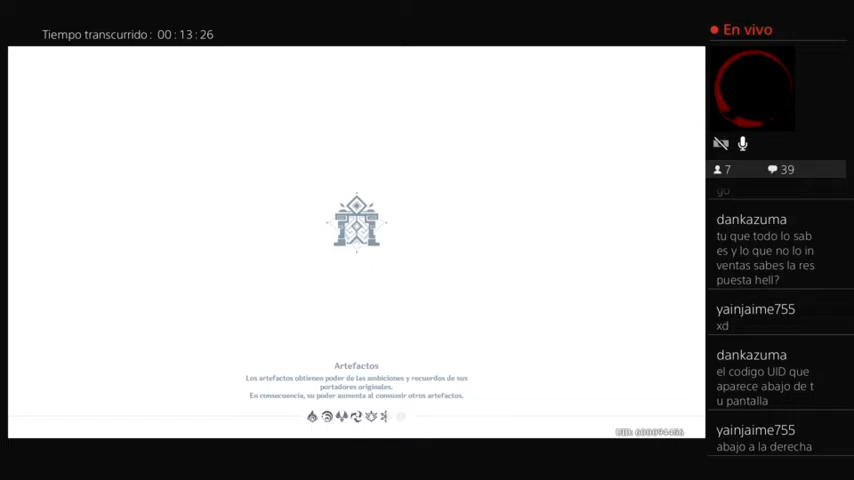 Tiempo transcurrido: 00:13:26
En vivo
7
39
go
dankazuma
tu que todo lo sab
es y lo que no lo in
ventas sabes la res
puesta hell?
yainjaime755
xd
dankazuma
el codigo UID que
aparece abajo de t
u pantalla
yainjaime755
abajo a la derecha
Artefactos
Los artefactos obtienen poder de las ambiciones y recuerdos de sus
portadores originales.
En consecuencia, su poder aumenta al consumir otros artefactos.
UID: 600094456